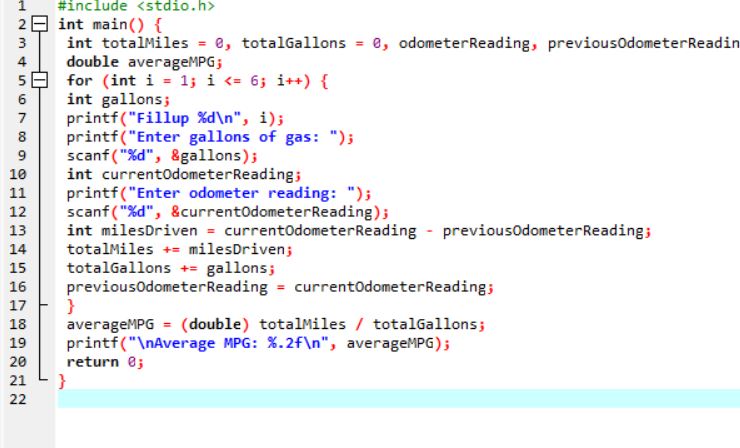 1 #include <stdio.h>
2 int main() {
3 int totalMiles = 0, totalGallons = 0, odometerReading, previousOdometerReadin
4 double averageMPG;
5 for (int i = 1; i <= 6; i++) {
6 int gallons;
7 printf("Fillup %d\n", i);
8 printf("Enter gallons of gas: ");
9 scanf("%d", &gallons);
10 int currentOdometerReading;
11 printf("Enter odometer reading: ");
12 scanf("%d", &currentOdometerReading);
13 int milesDriven = currentOdometerReading - previousOdometerReading;
14 totalMiles += milesDriven;
15 totalGallons += gallons;
16 previousOdometerReading = currentOdometerReading;
17 }
18 averageMPG = (double) totalMiles / totalGallons;
19 printf("\nAverage MPG: %.2f\n", averageMPG);
20 return 0;
21 }
22